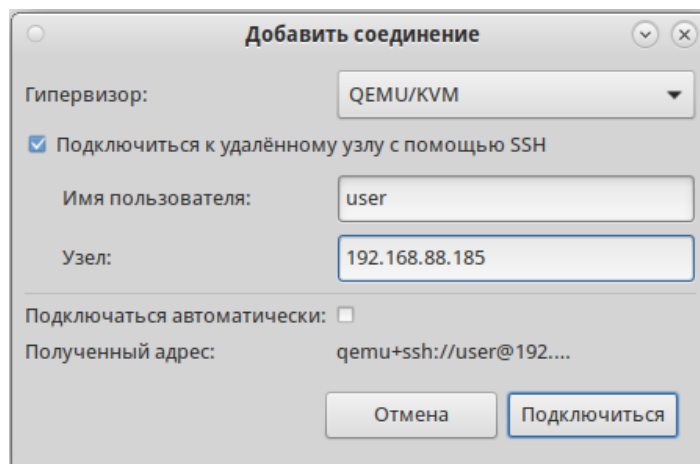 Добавить соединение
Гипервизор: QEMU/KVM
Подключиться к удалённому узлу с помощью SSH
Имя пользователя: user
Узел: 192.168.88.185
Подключаться автоматически:
Полученный адрес: qemu+ssh://user@192....
Отмена Подключиться